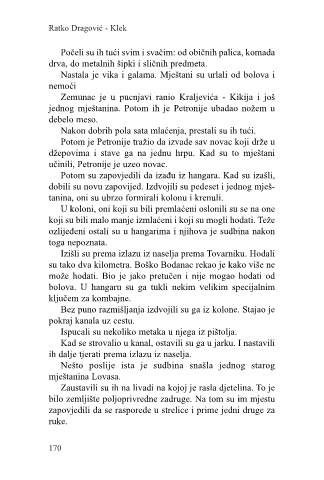 Ratko Dragović - Klek
Počeli su ih tući svim i svačim: od običnih palica, komada
drva, do metalnih šipki i sličnih predmeta.
Nastala je vika i galama. Mještani su urlali od bolova i
nemoći
Zemunac je u pucnjavi ranio Kraljevića - Kikija i još
jednog mještanina. Potom ih je Petronije ubadao nožem u
debelo meso.
Nakon dobrih pola sata mlaćenja, prestali su ih tući.
Potom je Petronije tražio da izvade sav novac koji drže u
džepovima i stave ga na jednu hrpu. Kad su to mještani
učinili, Petronije je uzeo novac.
Potom su zapovjedili da izađu iz hangara. Kad su izašli,
dobili su novu zapovijed. Izdvojili su pedeset i jednog mješ-
tanina, oni su ubrzo formirali kolonu i krenuli.
U koloni, oni koji su bili premlaćeni oslonili su se na one
koji su bili malo manje izmlaćeni i koji su mogli hodati. Teže
ozlijeđeni ostali su u hangarima i njihova je sudbina nakon
toga nepoznata.
Izišli su prema izlazu iz naselja prema Tovarniku. Hodali
su tako dva kilometra. Boško Bođanac rekao je kako više ne
može hodati. Bio je jako pretučen i nije mogao hodati od
bolova. U hangaru su ga tukli nekim velikim specijalnim
ključem za kombajne.
Bez puno razmišljanja izdvojili su ga iz kolone. Stajao je
pokraj kanala uz cestu.
Ispucali su nekoliko metaka u njega iz pištolja.
Kad se strovalio u kanal, ostavili su ga u jarku. I nastavili
ih dalje tjerati prema izlazu iz naselja.
Nešto poslije ista je sudbina snašla jednog starog
mještanina Lovasa.
Zaustavili su ih na livadi na kojoj je rasla djetelina. To je
bilo zemljište poljoprivredne zadruge. Na tom su im mjestu
zapovjedili da se rasporede u strelice i prime jedni druge za
ruke.
170